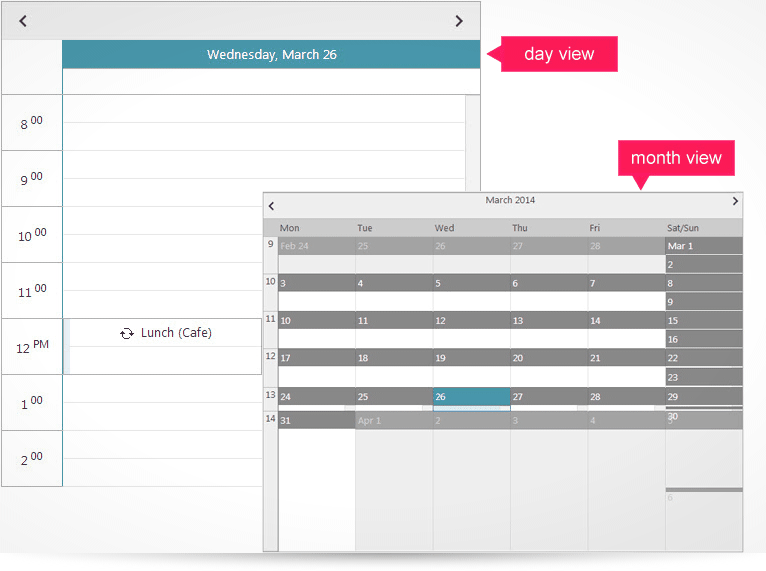 Wednesday, March 26
day view
8 00
9 00
10 00
11 00
12 PM
Lunch (Cafe)
1 00
2 00
month view
March 2014
Mon Tue Wed Thu Fri Sat/Sun
9 Feb 24 25 26 27 28 Mar 1
2
10 3 4 5 6 7 8
9
11 10 11 12 13 14 15
16
12 17 18 19 20 21 22
23
13 24 25 26 27 28 29
30
14 31 Apr 1 2 3 4 5
6